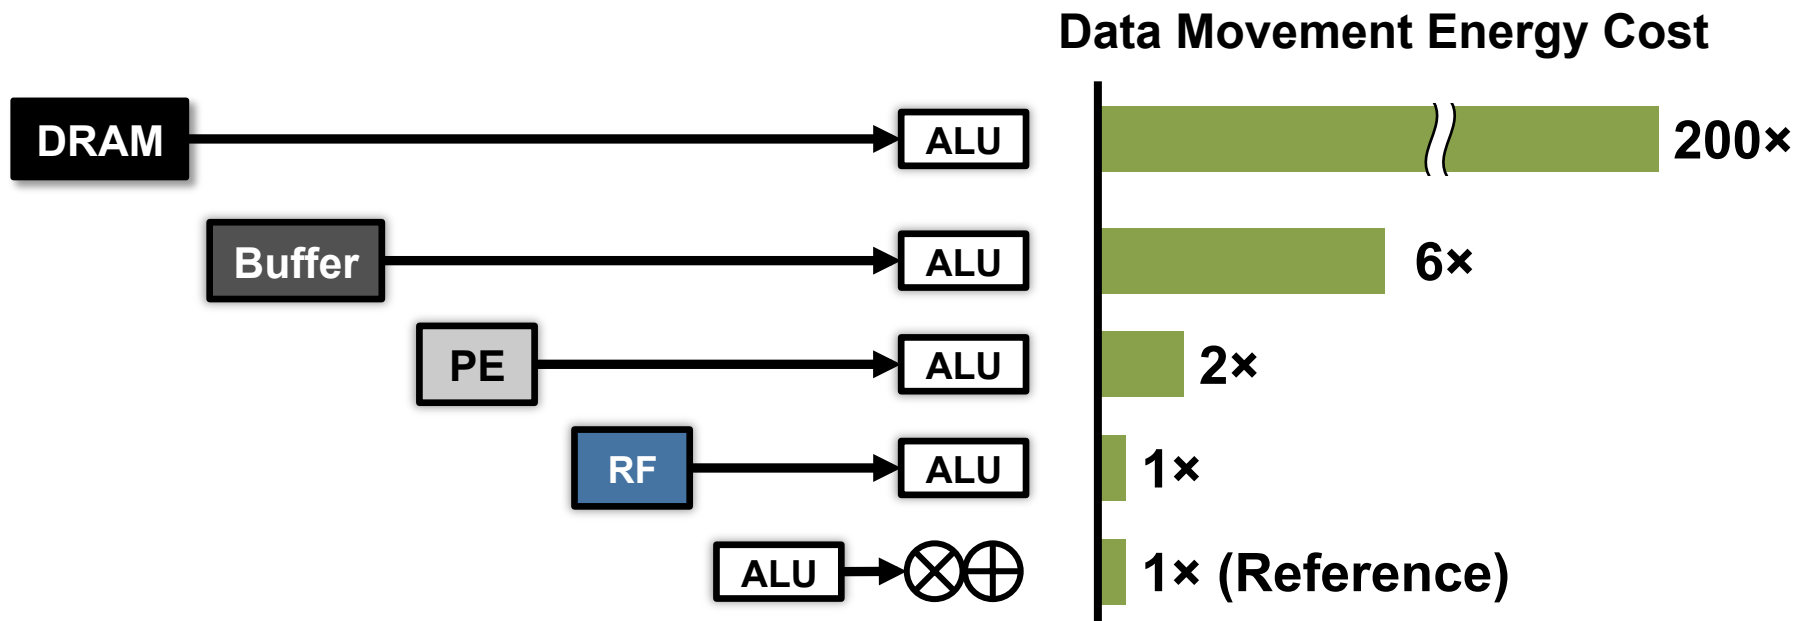 Data Movement Energy Cost
DRAM ALU 200×
Buffer ALU 6×
PE ALU 2×
RF ALU 1×
ALU 1× (Reference)